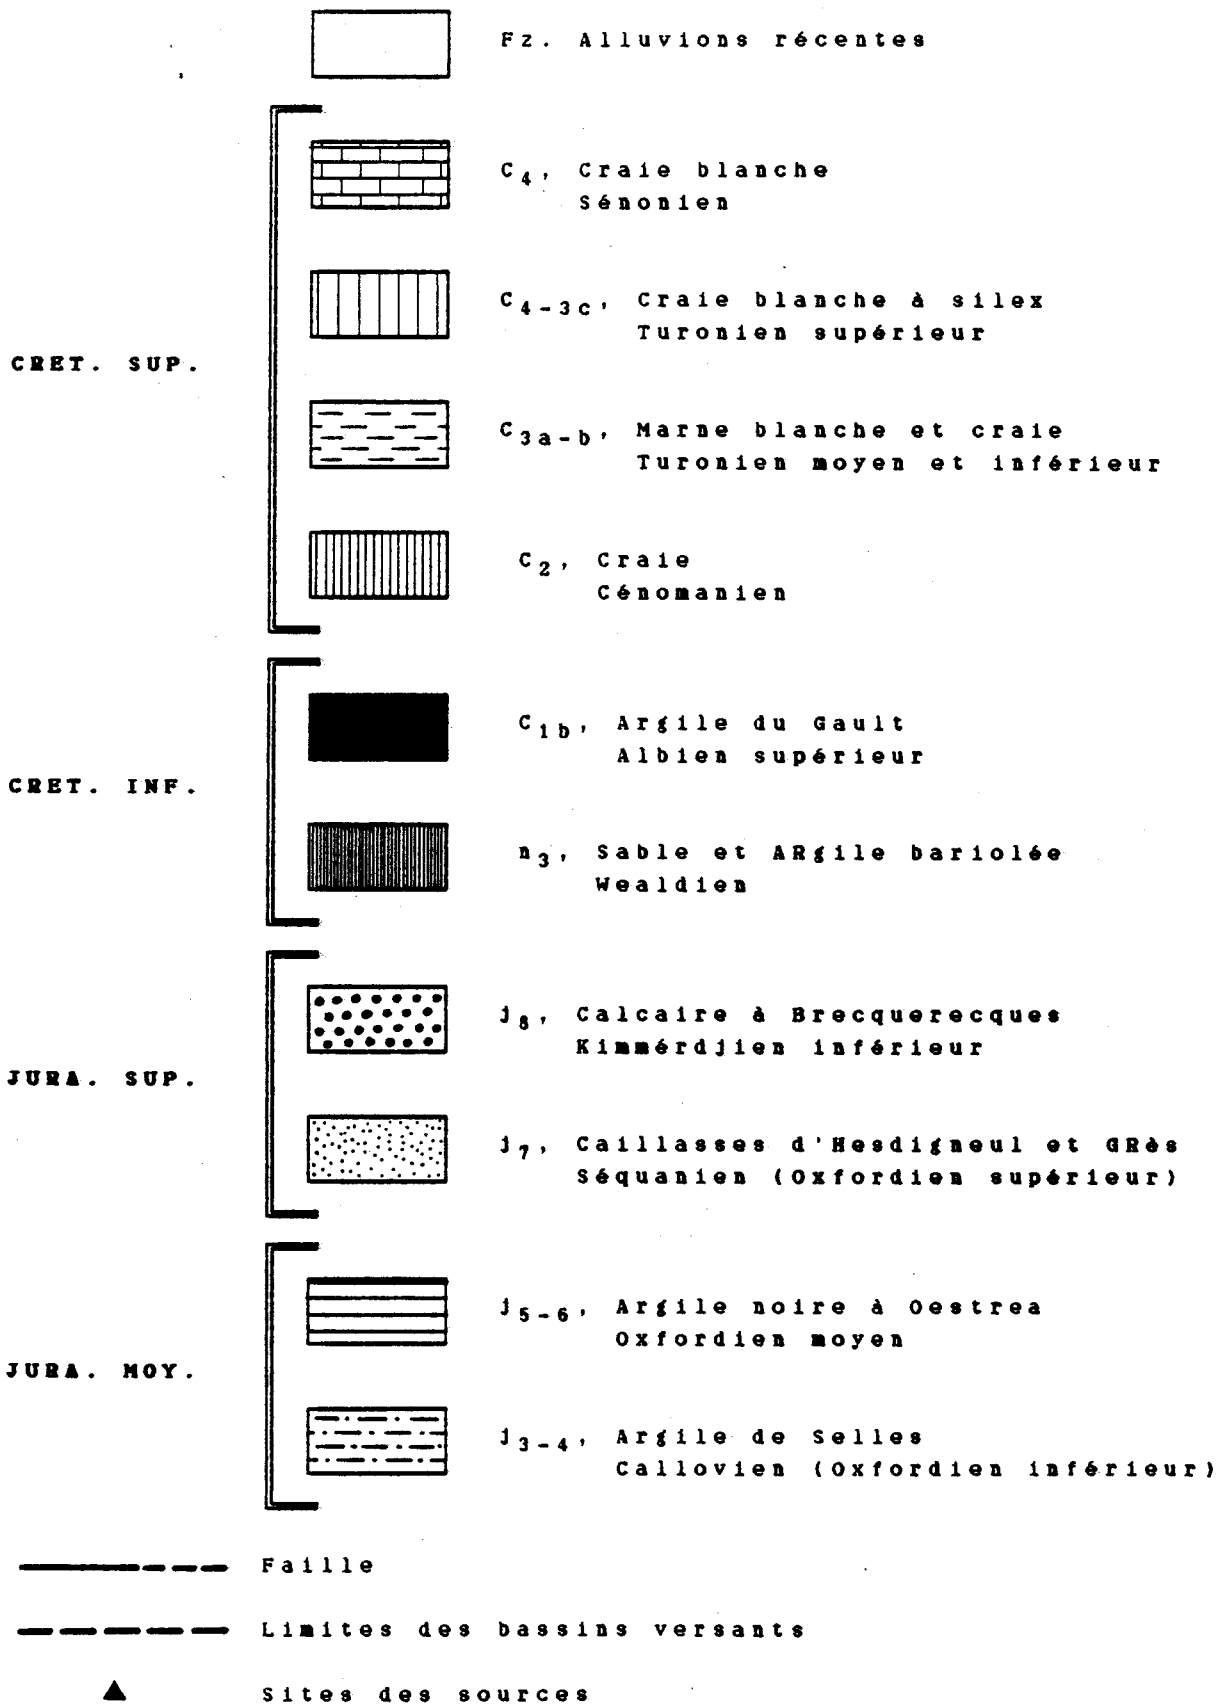 Fz. Alluvions récentes
C4, Craie blanche
Sénonien
C4-3c, Craie blanche à silex
Turonien supérieur
CRET. SUP.
C3a-b, Marne blanche et craie
Turonien moyen et inférieur
C2, Craie
Cénomanien
C1b, Argile du Gault
Albien supérieur
CRET. INF.
n3, Sable et ARgile bariolée
Wealdien
j8, Calcaire à Brecquerecques
Kimmérdjien inférieur
JURA. SUP.
j7, Caillasses d'Hesdigneul et GRès
Séquanien (Oxfordien supérieur)
j5-6, Argile noire à Oestrea
Oxfordien moyen
JURA. MOY.
j3-4, Argile de Selles
Callovien (Oxfordien inférieur)
Faille
Limites des bassins versants
Sites des sources